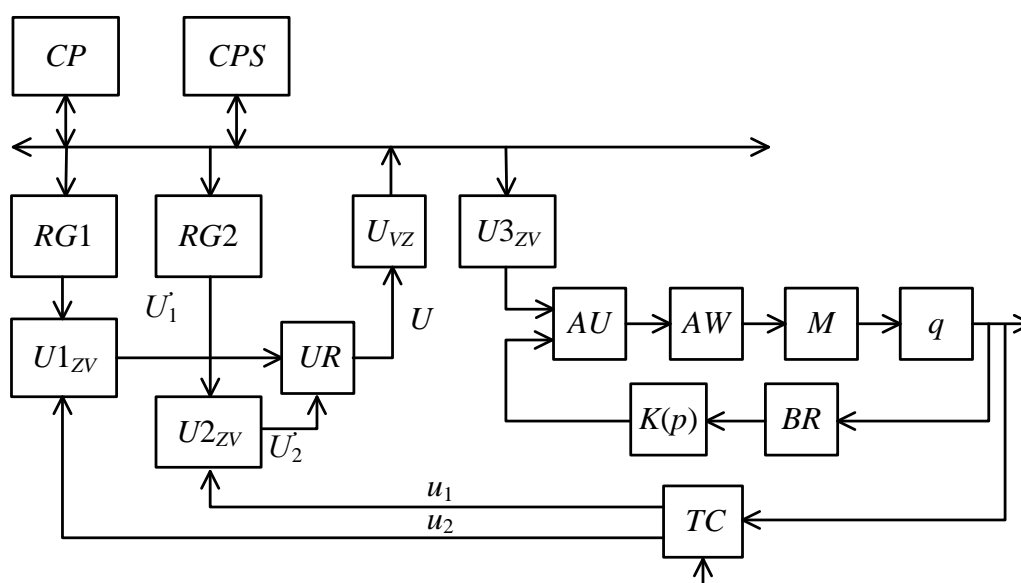 CP CPS
RG1 RG2 U_VZ U3_ZV
U̇_1 U
AU AW M q
U1_ZV UR
U2_ZV U̇_2 K(p) BR
u_1
u_2 TC